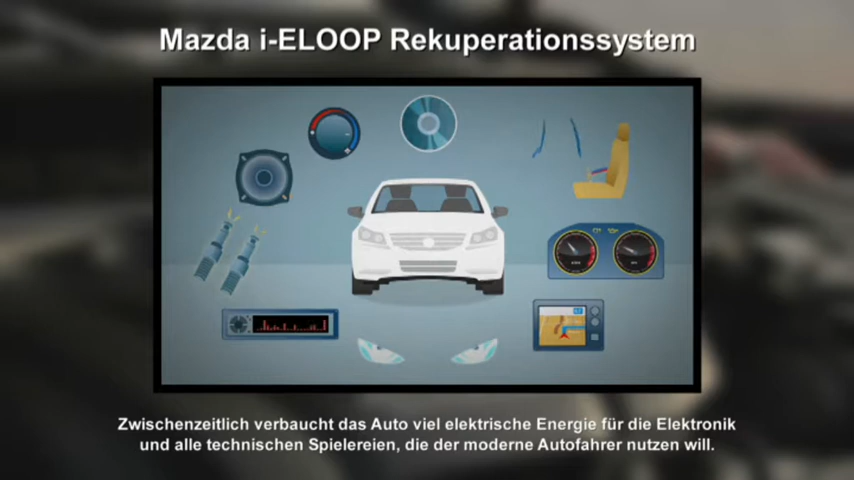 Mazda i-ELOOP Rekuperationssystem
Zwischenzeitlich verbaucht das Auto viel elektrische Energie für die Elektronik
und alle technischen Spielereien, die der moderne Autofahrer nutzen will.